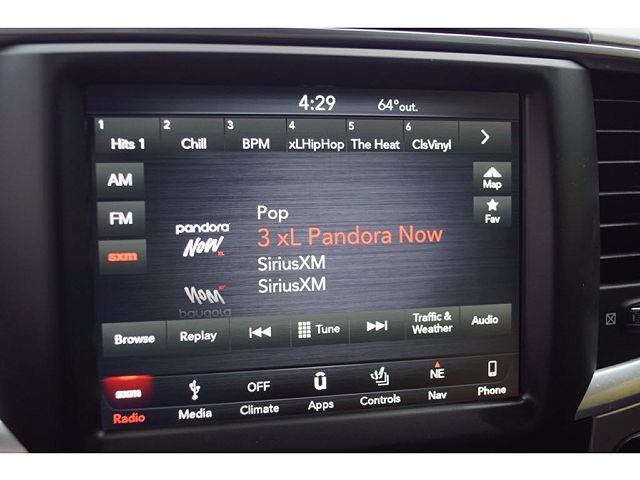 4:29 64°out.
1 2 3 4 5 6
Hits 1 Chill BPM xLHipHop The Heat ClsVinyl
AM
Map
FM
Fav
sxm
pandora
NOW XL
Pop
3 xL Pandora Now
SiriusXM
SiriusXM
Browse Replay Tune Traffic & Weather Audio
sxm OFF NE
Radio Media Climate Apps Controls Nav Phone